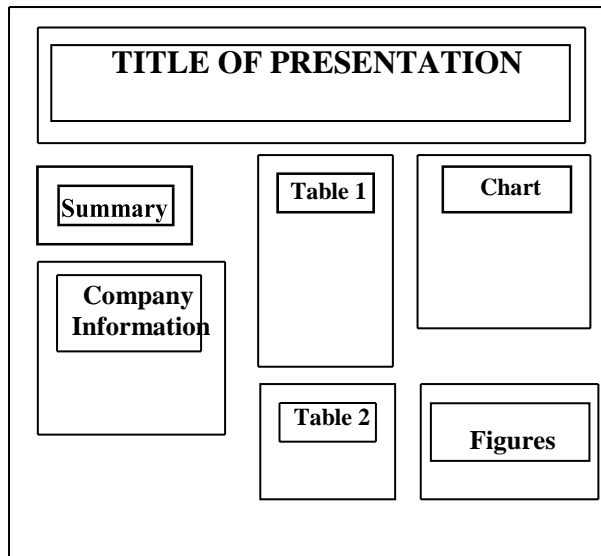 TITLE OF PRESENTATION
Summary
Company
Information
Table 1
Table 2
Chart
Figures